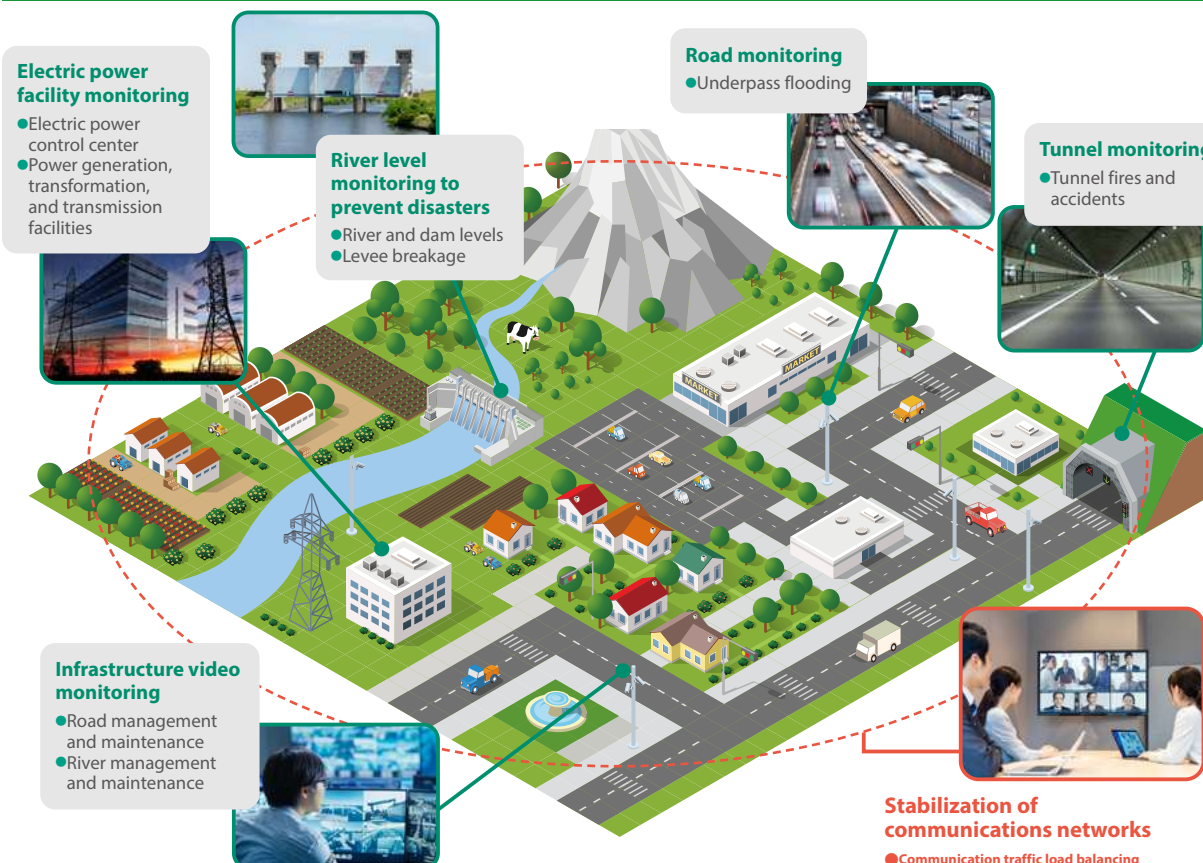 Electric power
facility monitoring
●Electric power
control center
●Power generation,
transformation,
and transmission
facilities
River level
monitoring to
prevent disasters
●River and dam levels
●Levee breakage
Road monitoring
●Underpass flooding
Tunnel monitoring
●Tunnel fires and
accidents
MARKET
MARKET
Infrastructure video
monitoring
●Road management
and maintenance
●River management
and maintenance
Stabilization of
communications networks
●Communication traffic load balancing